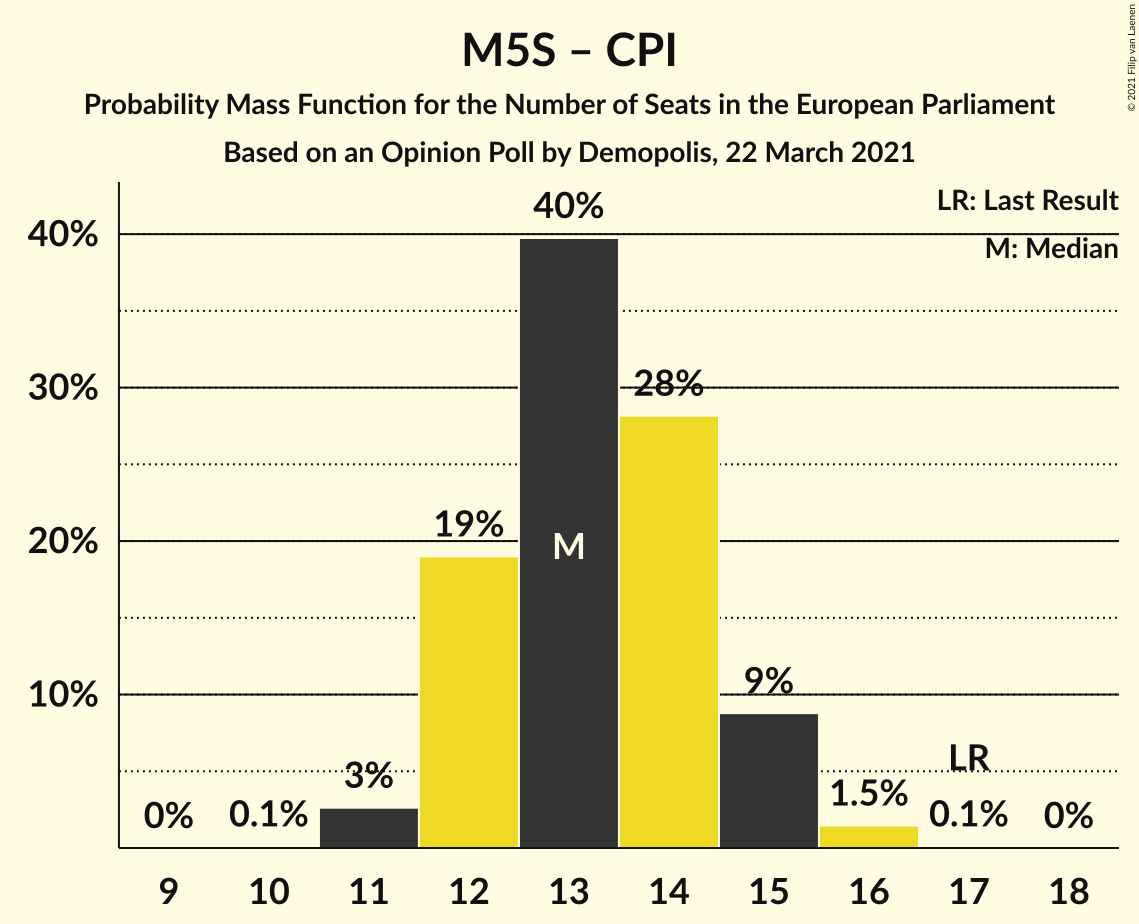 M5S – CPI
Probability Mass Function for the Number of Seats in the European Parliament
Based on an Opinion Poll by Demopolis, 22 March 2021
© 2021 Filip van Laenen
LR: Last Result
M: Median
40%
30%
20%
10%
0%
0.1%
3%
19%
40%
M
28%
9%
1.5%
LR
0.1%
0%
9 10 11 12 13 14 15 16 17 18